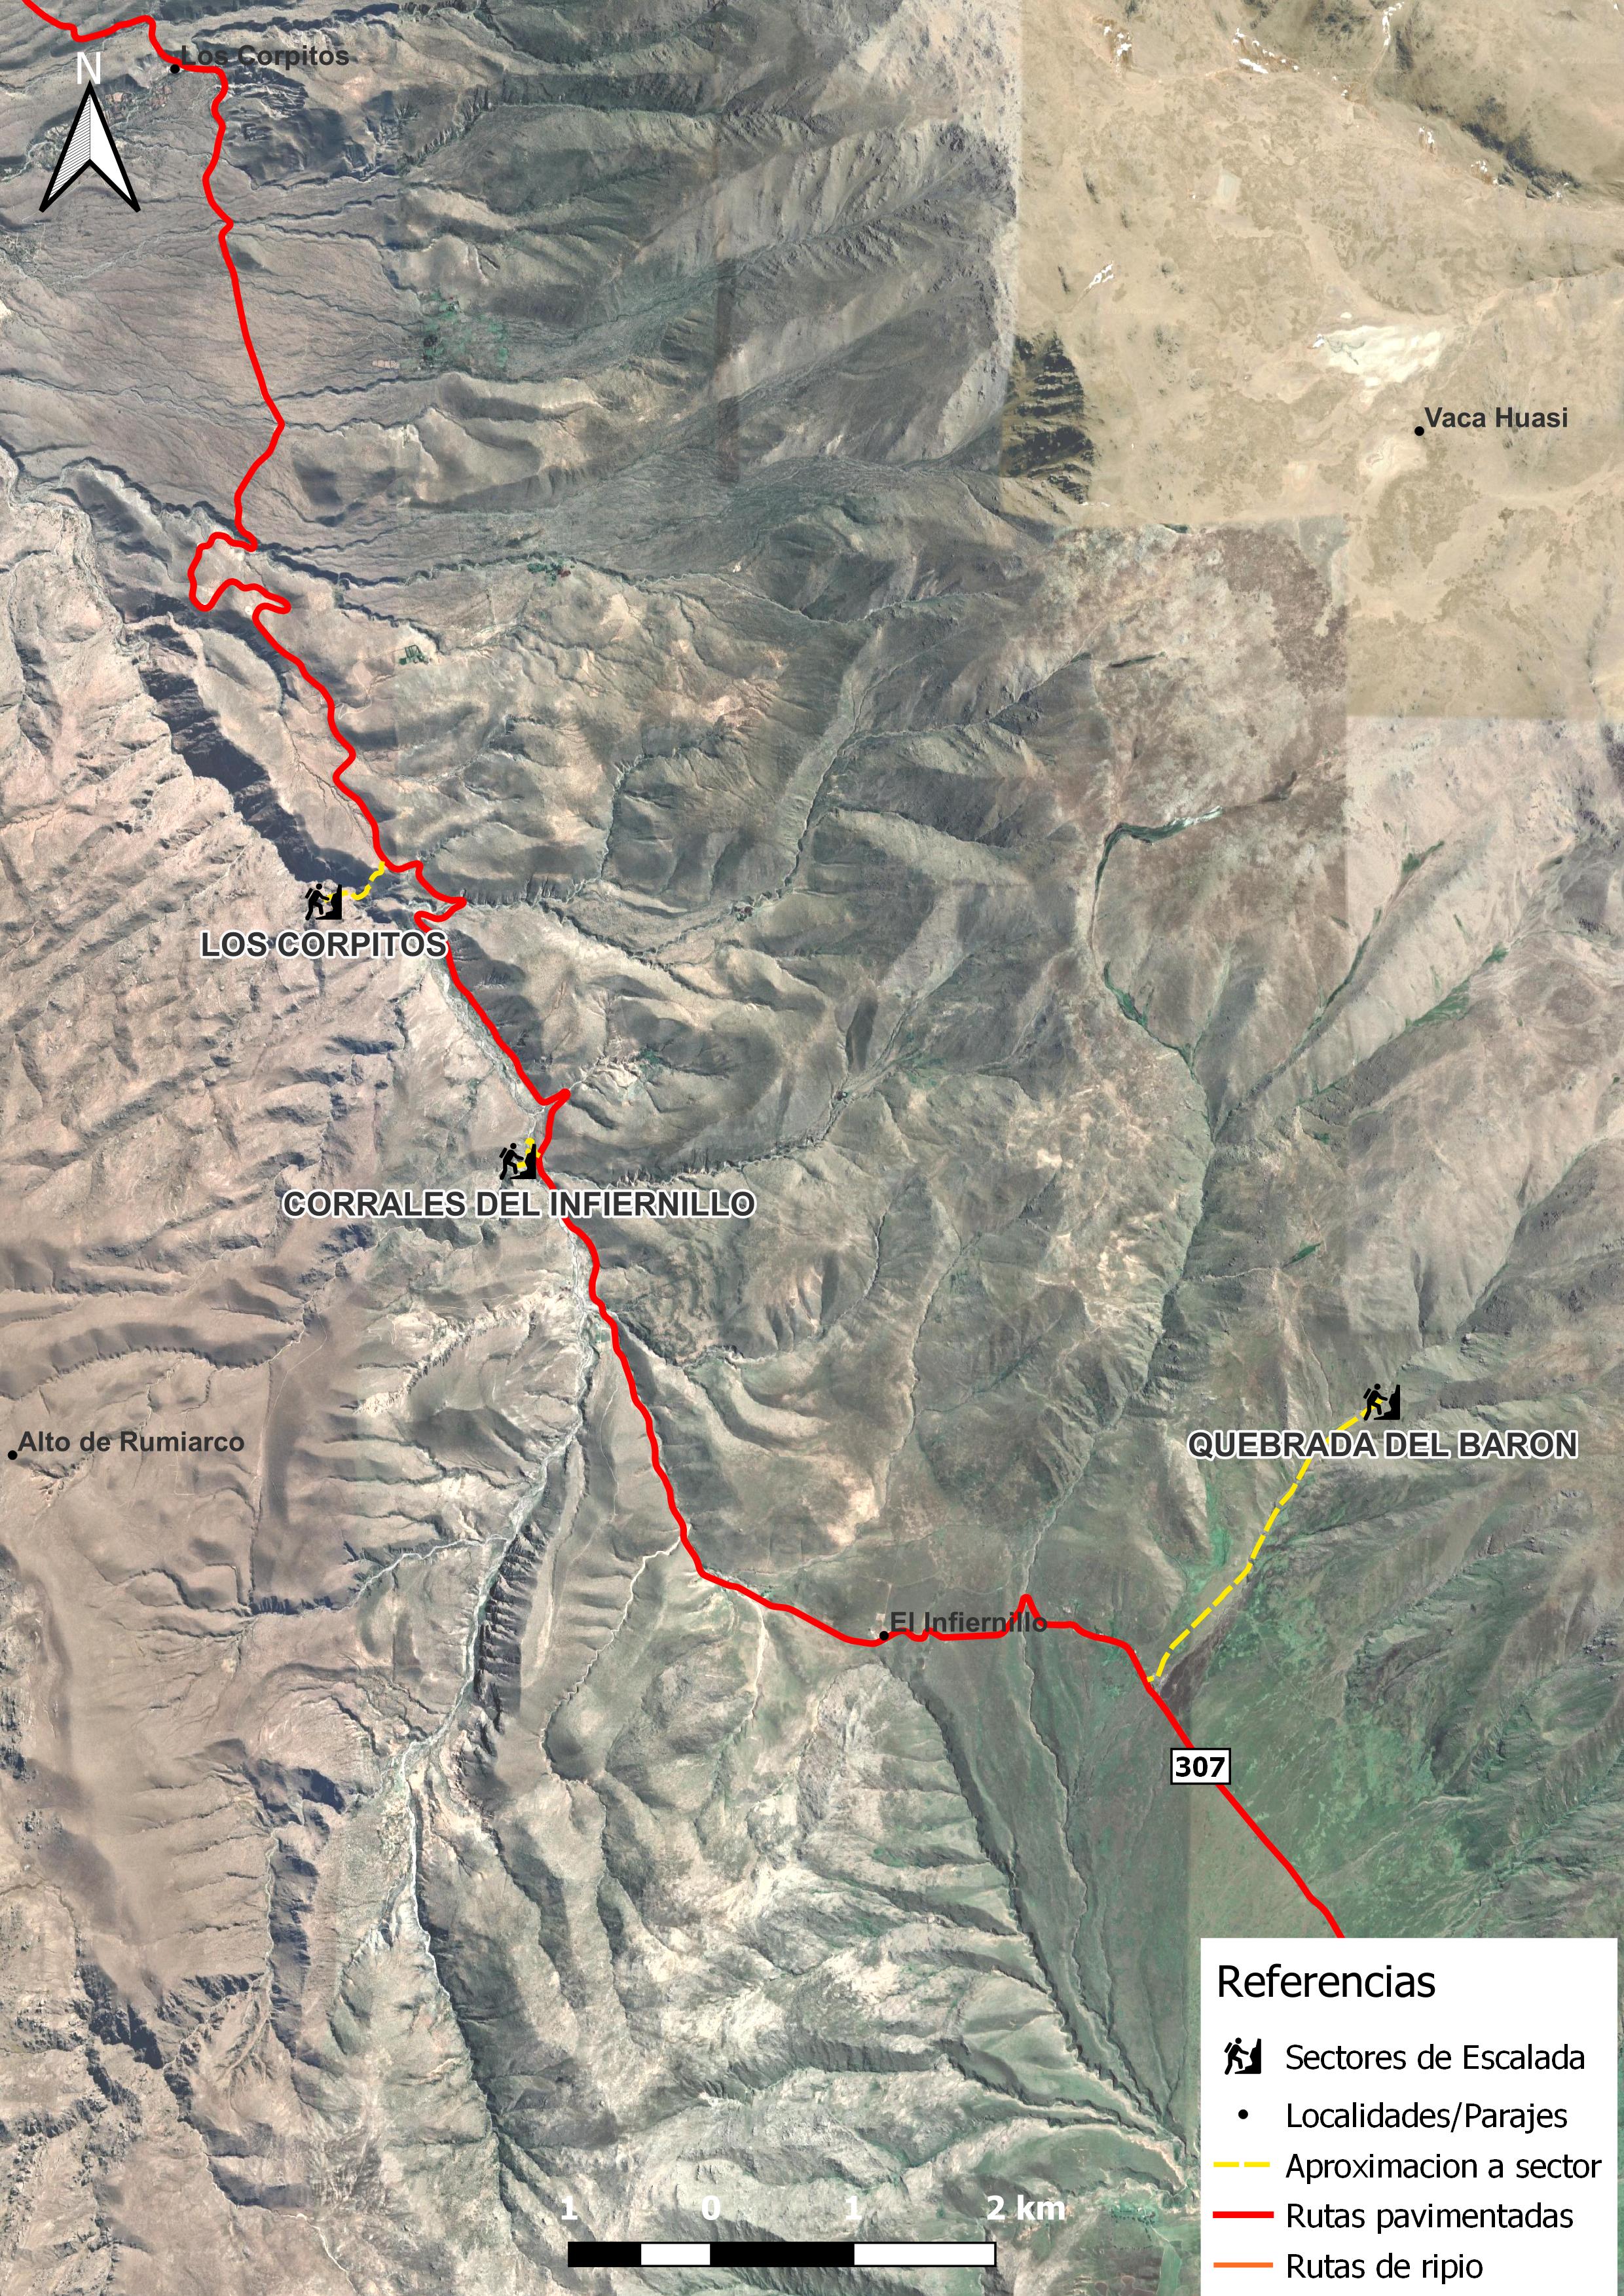 Los Corpitos
N
Vaca Huasi
LOS CORPITOS
CORRALES DEL INFIERNILLO
Alto de Rumiarco
QUEBRADA DEL BARON
El Infiernillo
307
Referencias
Sectores de Escalada
Localidades/Parajes
Aproximacion a sector
Rutas pavimentadas
Rutas de ripio
1 0 1 2 km